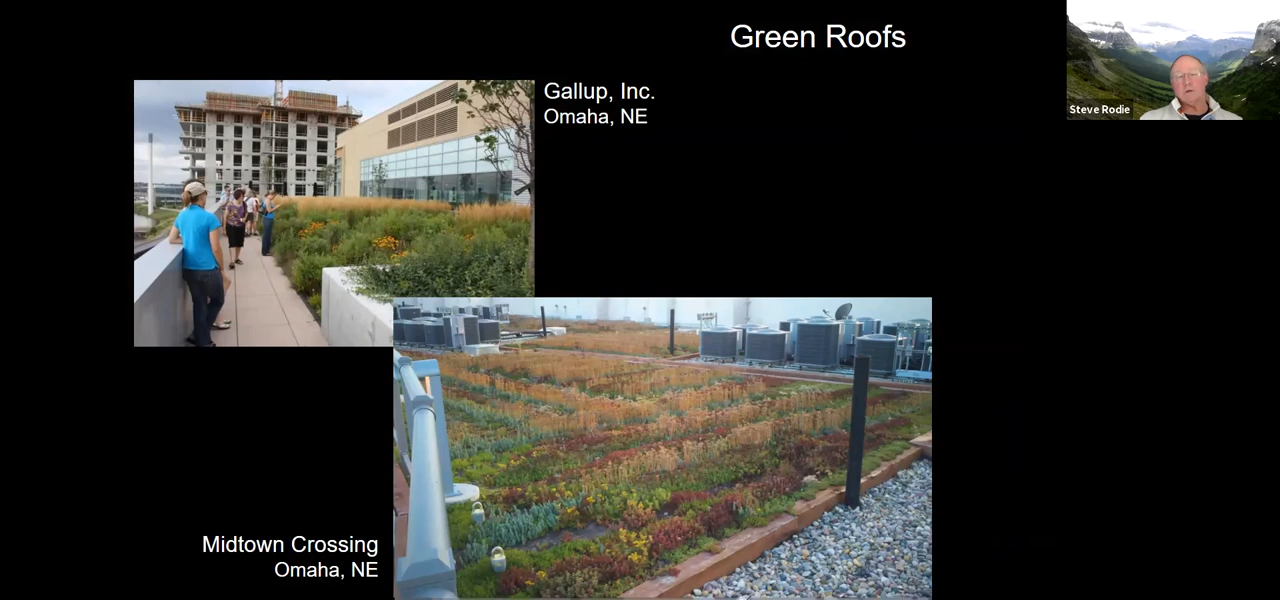 Green Roofs
Steve Rodie
Gallup, Inc.
Omaha, NE
Midtown Crossing
Omaha, NE